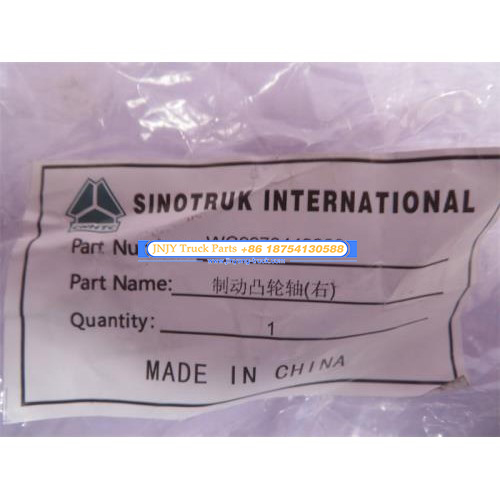 SINOTRUK INTERNATIONAL
CNHTC
Part Nu
JNJY Truck Parts +86 18754130588
Part Name: 制动凸轮轴(右)
Quantity: 1
MADE IN CHINA